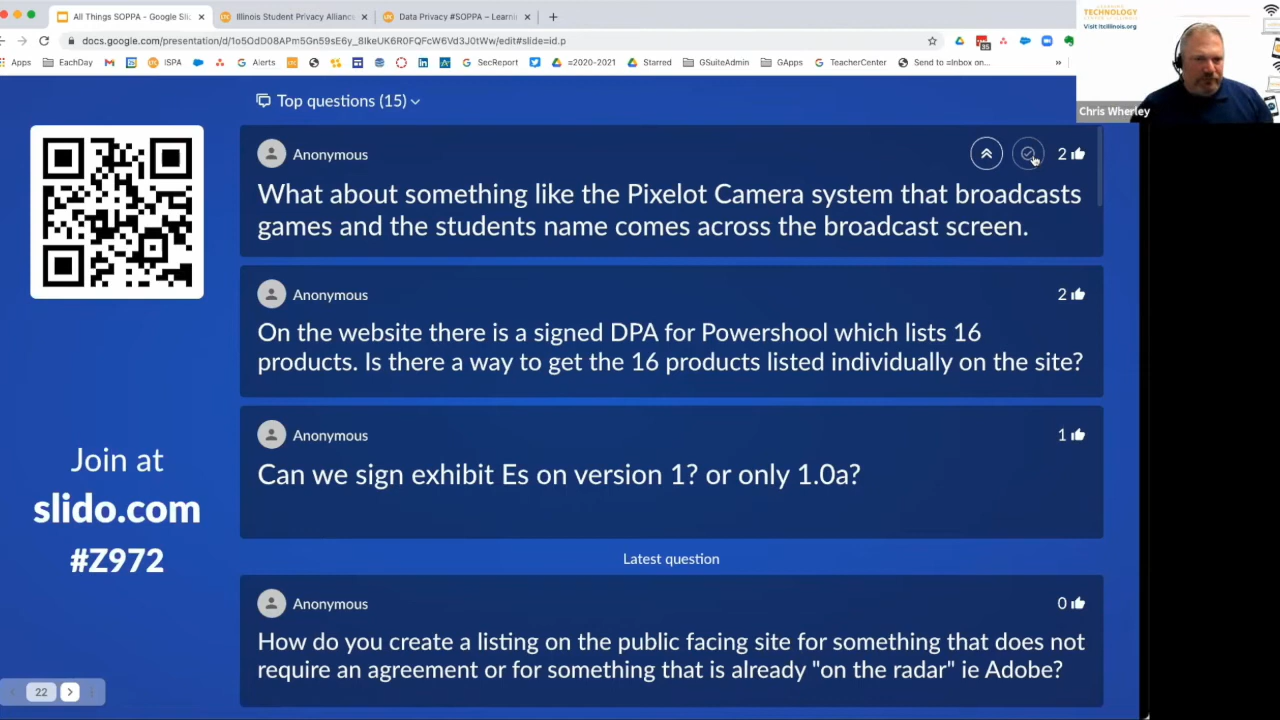 All Things SOPPA - Google Slid
Illinois Student Privacy Allianc
Data Privacy #SOPPA – Learnin
docs.google.com/presentation/d/1o5OdD08APm5Gn59sE6y_8IkeUK6R0FQFcW6Vd3J0tWw/edit#slide=id.p
35
Apps
EachDay
ISPA
Alerts
SecReport
=2020-2021
Starred
GSuiteAdmin
GApps
TeacherCenter
Send to =Inbox on...
TECHNOLOGY
Visit ltcillinois.org
Chris Wherley
Top questions (15)
Anonymous
2
What about something like the Pixelot Camera system that broadcasts
games and the students name comes across the broadcast screen.
Anonymous
2
On the website there is a signed DPA for Powershool which lists 16
products. Is there a way to get the 16 products listed individually on the site?
Anonymous
1
Can we sign exhibit Es on version 1? or only 1.0a?
Latest question
Anonymous
0
How do you create a listing on the public facing site for something that does not
require an agreement or for something that is already "on the radar" ie Adobe?
Join at
slido.com
#Z972
22